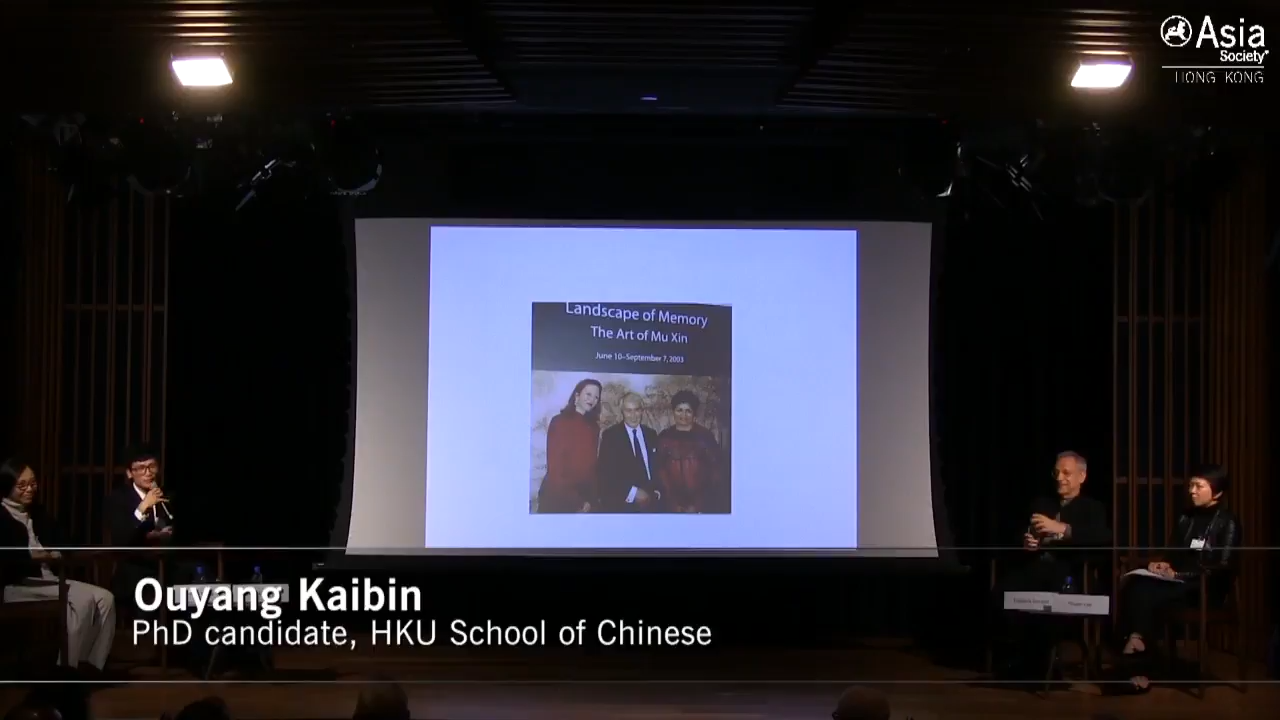 Asia
Society
HONG KONG
Landscape of Memory
The Art of Mu Xin
June 10–September 7, 2003
Ouyang Kaibin
PhD candidate, HKU School of Chinese